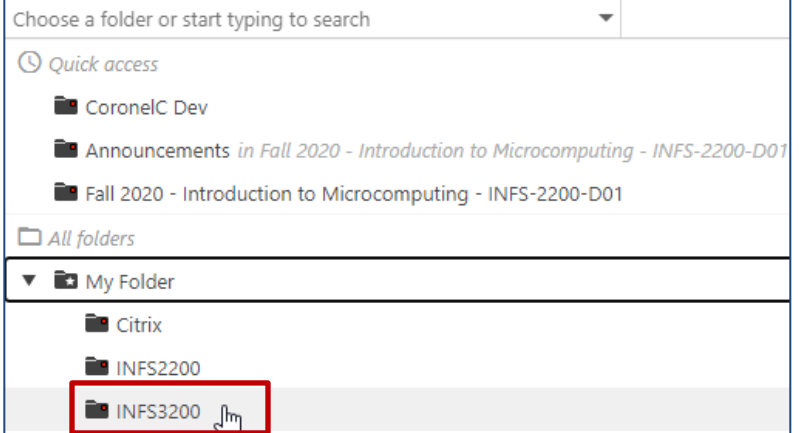 Choose a folder or start typing to search
Quick access
CoronelC Dev
Announcements in Fall 2020 - Introduction to Microcomputing - INFS-2200-D01
Fall 2020 - Introduction to Microcomputing - INFS-2200-D01
All folders
My Folder
Citrix
INFS2200
INFS3200